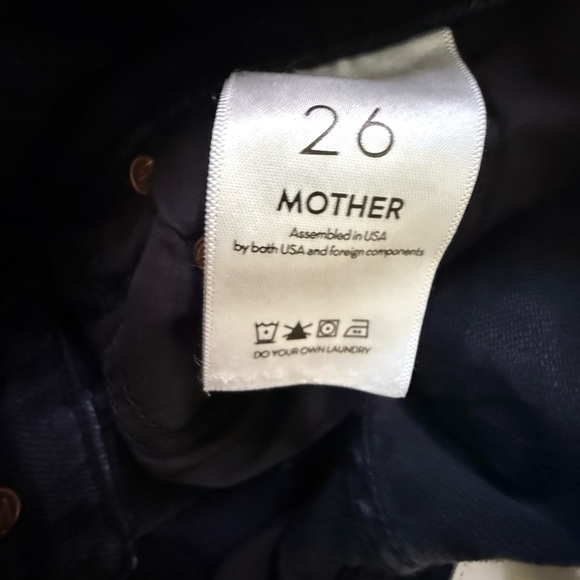 26
MOTHER
Assembled in USA
by both USA and foreign components
DO YOUR OWN LAUNDRY